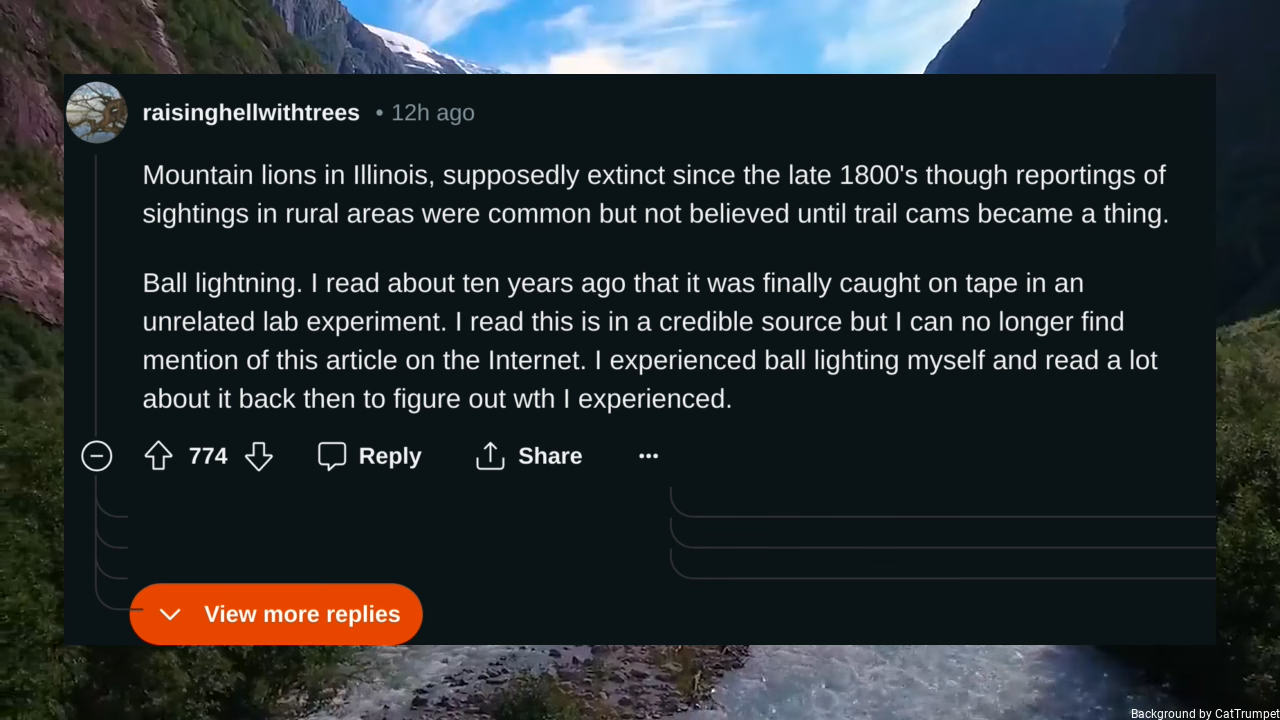 raisinghellwithtrees • 12h ago
Mountain lions in Illinois, supposedly extinct since the late 1800's though reportings of
sightings in rural areas were common but not believed until trail cams became a thing.
Ball lightning. I read about ten years ago that it was finally caught on tape in an
unrelated lab experiment. I read this is in a credible source but I can no longer find
mention of this article on the Internet. I experienced ball lighting myself and read a lot
about it back then to figure out wth I experienced.
774 Reply Share ···
View more replies
Background by CatTrumpet